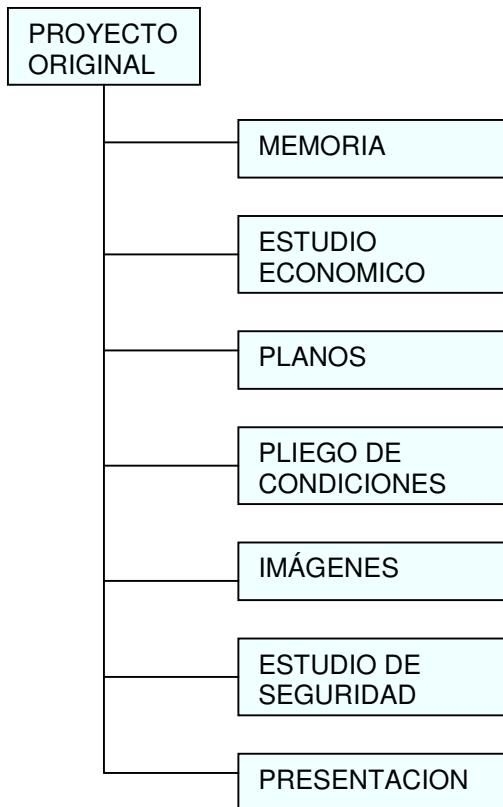 PROYECTO
ORIGINAL
MEMORIA
ESTUDIO
ECONOMICO
PLANOS
PLIEGO DE
CONDICIONES
IMÁGENES
ESTUDIO DE
SEGURIDAD
PRESENTACION